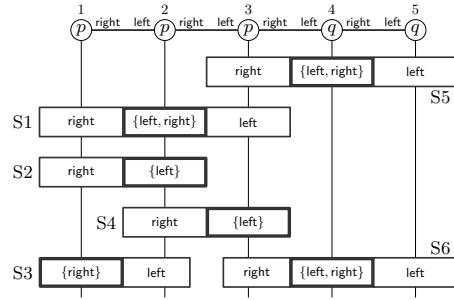 1 2 3 4 5
p right left p right left p right left q right left q
right {left, right} left
S5
S1 right {left, right} left
S2 right {left}
S4 right {left}
S6
S3 {right} left right {left, right} left